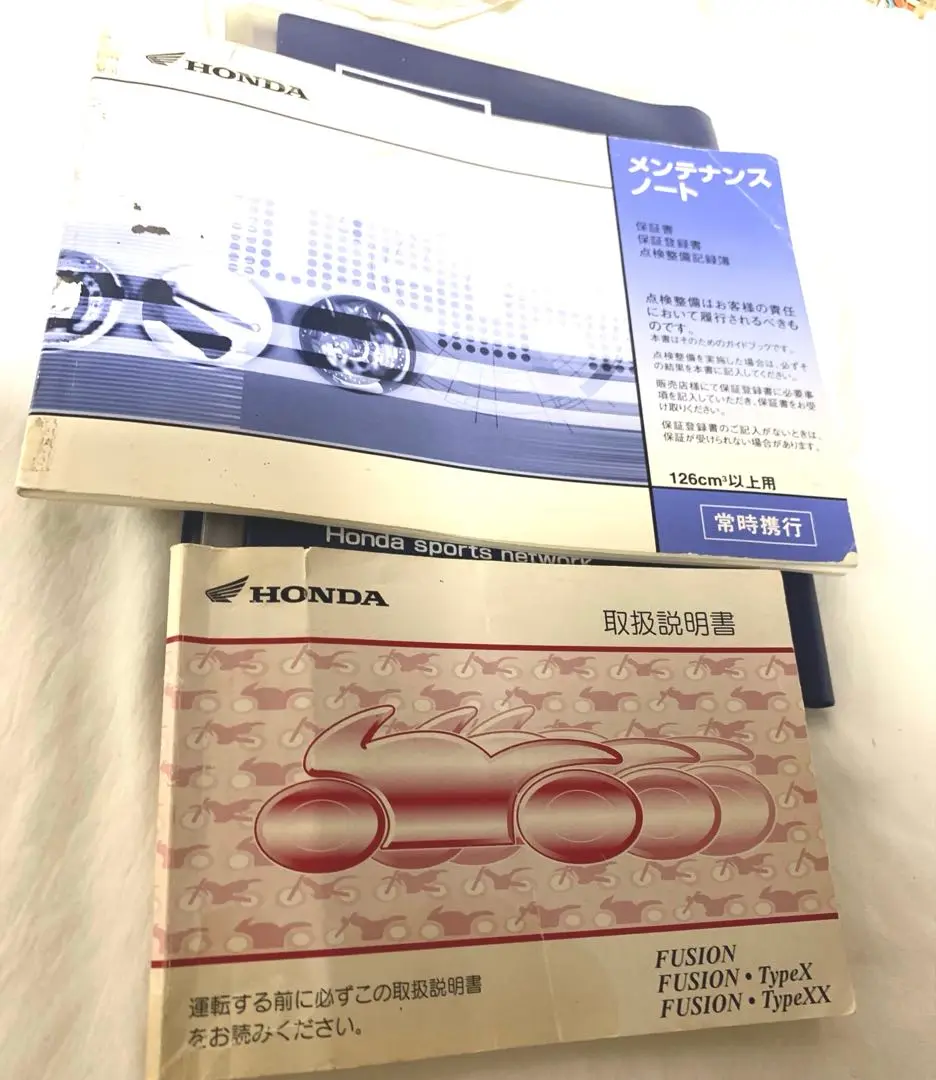 HONDA
メンテナンス
ノート
保証書
保証登録書
点検整備記録簿
点検整備はお客様の責任
において履行されるべきも
のです。
本書はそのためのガイドブックです。
点検整備を実施した場合は、必ずそ
の結果を本書に記入してください。
販売店様にて保証登録書に必要事
項を記入していただき、保証書をお受
け取りください。
保証登録書のご記入がないときは、
保証が受けられない場合があります。
126cm³以上用
常時携行
Honda sports network
HONDA
取扱説明書
FUSION
FUSION・TypeX
FUSION・TypeXX
運転する前に必ずこの取扱説明書
をお読みください。